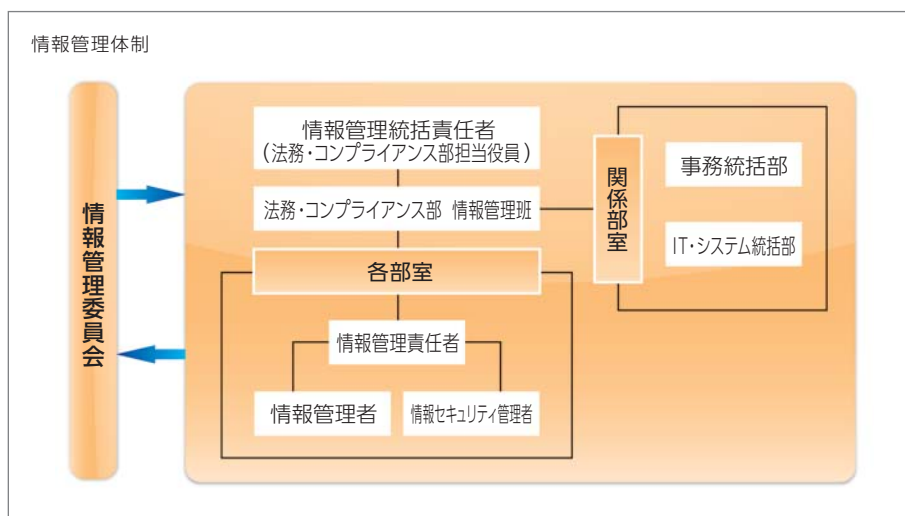 情報管理体制
情報管理委員会
情報管理統括責任者
（法務・コンプライアンス部担当役員）
法務・コンプライアンス部 情報管理班
関係部室
事務統括部
IT・システム統括部
各部室
情報管理責任者
情報管理者
情報セキュリティ管理者